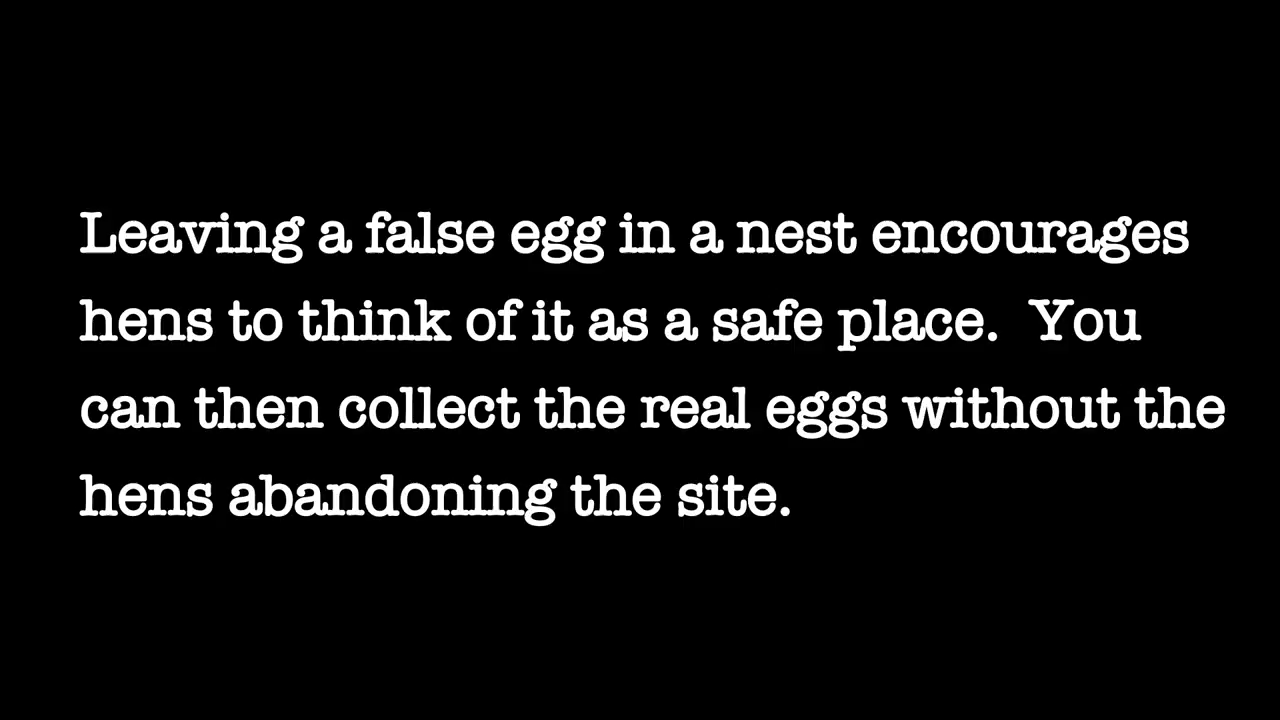 Leaving a false egg in a nest encourages
hens to think of it as a safe place.  You
can then collect the real eggs without the
hens abandoning the site.